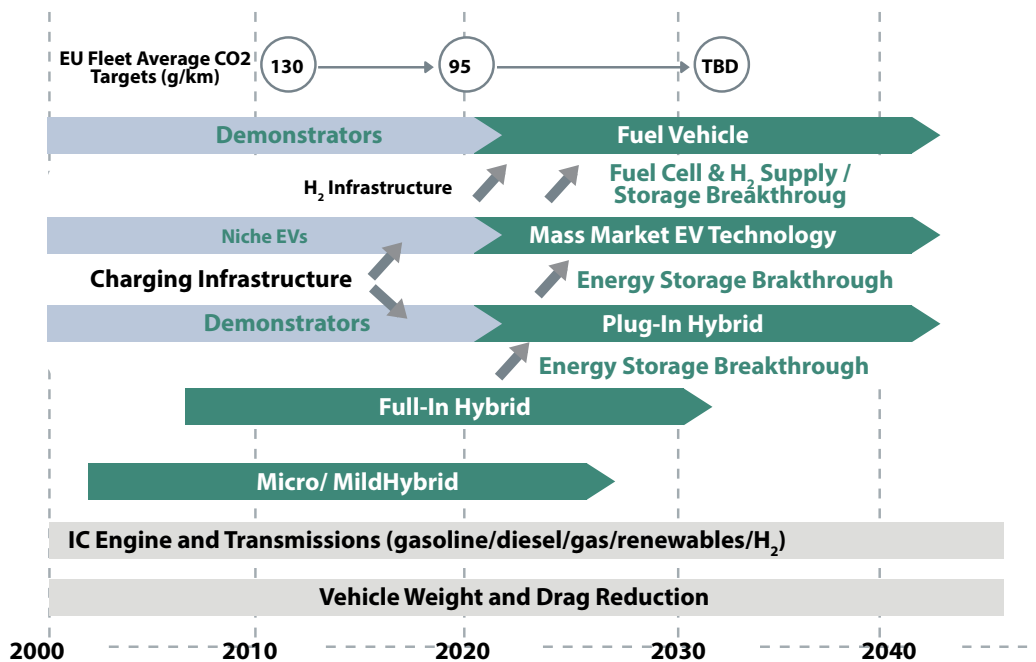 EU Fleet Average CO2
Targets (g/km)
130
95
TBD
Demonstrators
Fuel Vehicle
H₂ Infrastructure
Fuel Cell & H₂ Supply /
Storage Breakthroug
Niche EVs
Mass Market EV Technology
Charging Infrastructure
Energy Storage Brakthrough
Demonstrators
Plug-In Hybrid
Energy Storage Breakthrough
Full-In Hybrid
Micro/ MildHybrid
IC Engine and Transmissions (gasoline/diesel/gas/renewables/H₂)
Vehicle Weight and Drag Reduction
2000
2010
2020
2030
2040